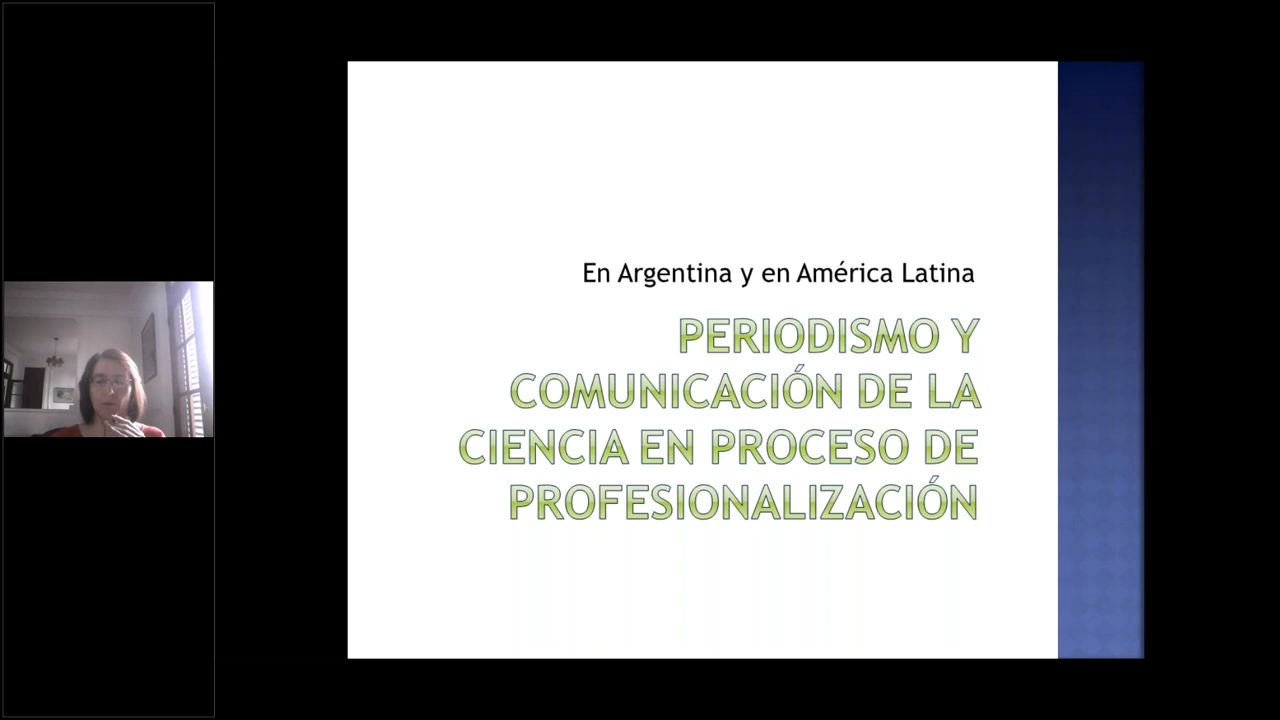 En Argentina y en América Latina
PERIODISMO Y
COMUNICACIÓN DE LA
CIENCIA EN PROCESO DE
PROFESIONALIZACIÓN